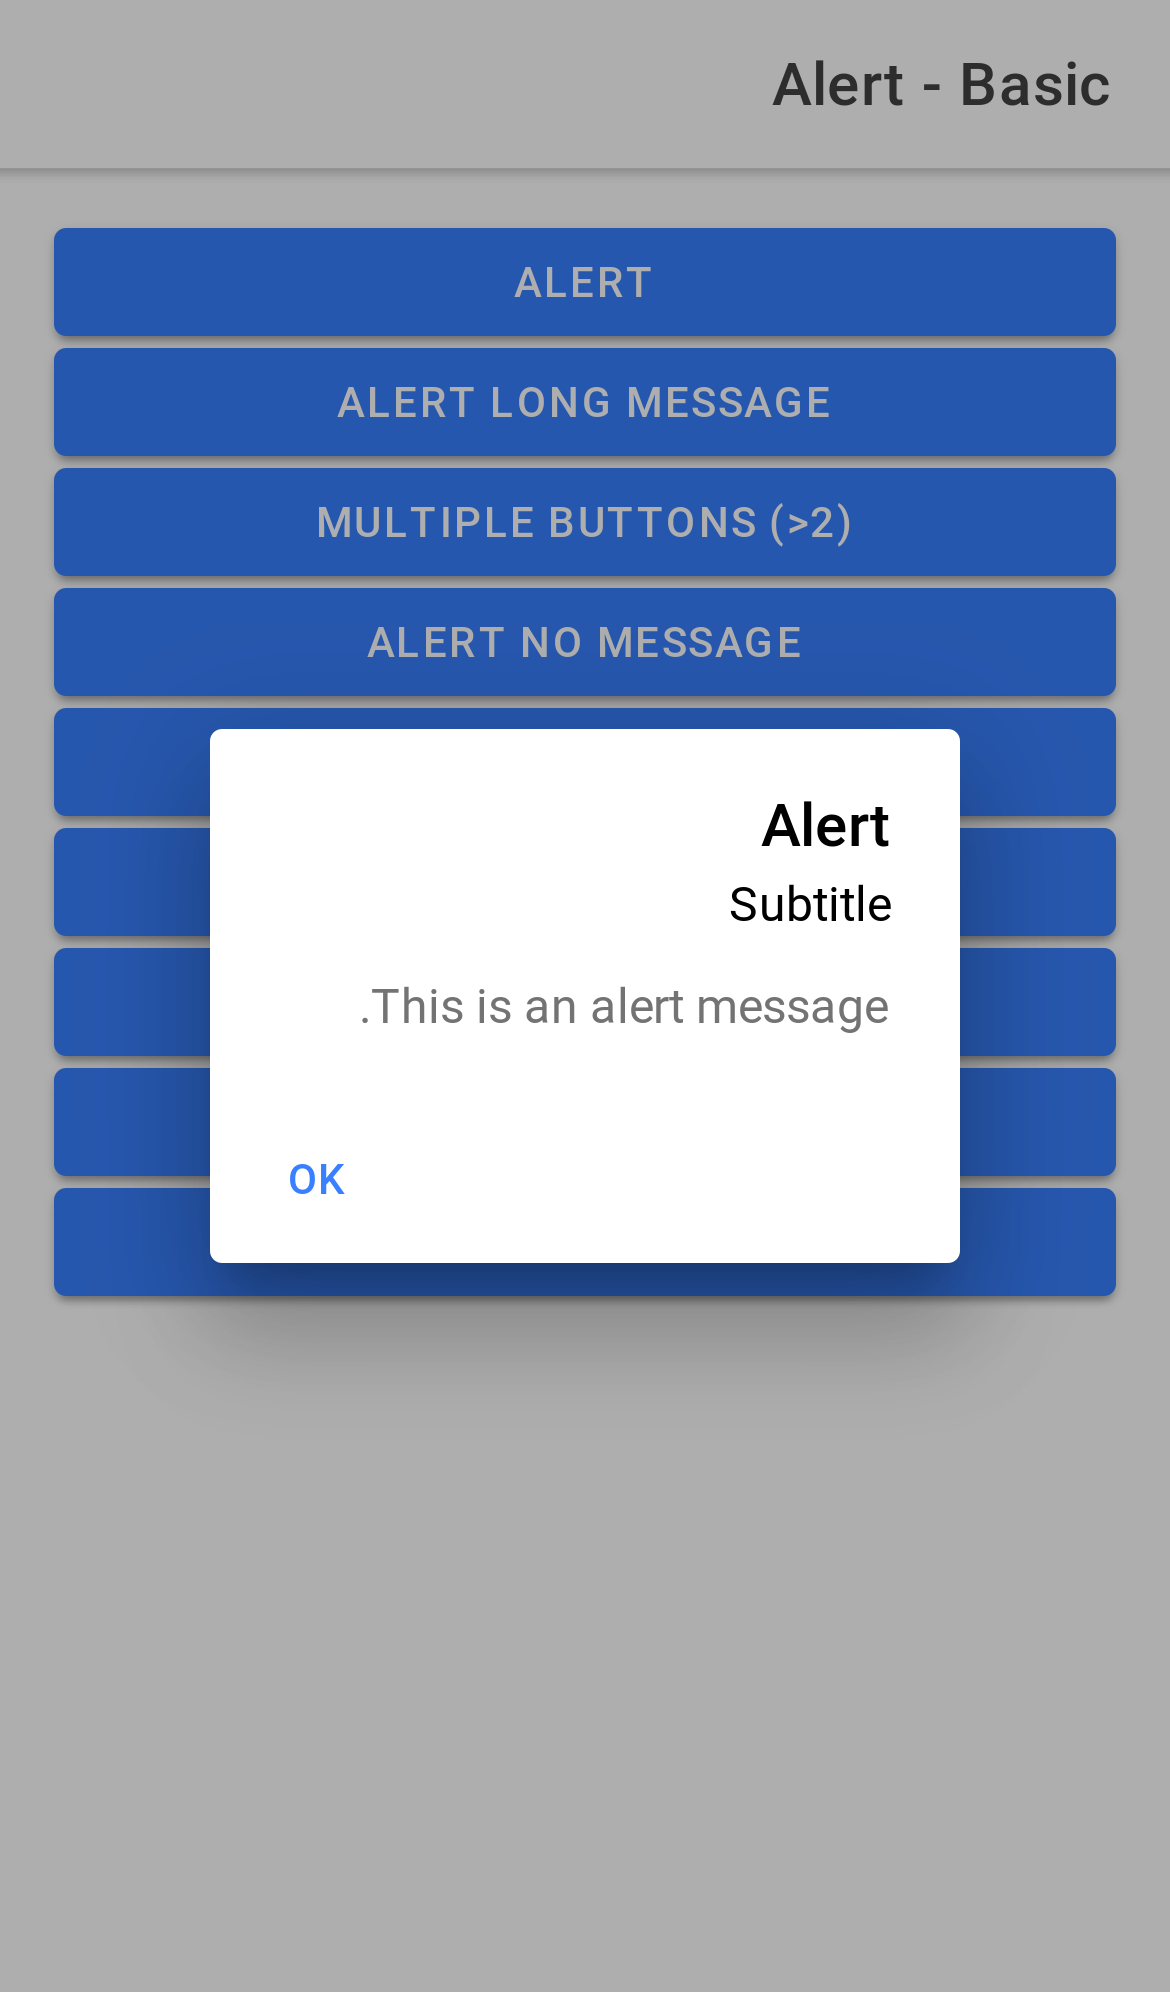 Alert - Basic
ALERT
ALERT LONG MESSAGE
MULTIPLE BUTTONS (>2)
ALERT NO MESSAGE
Alert
Subtitle
.This is an alert message
OK